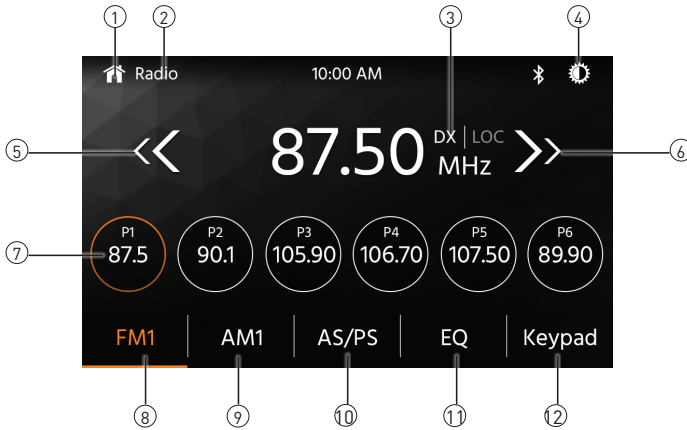 1 2 3 4
Radio 10:00 AM
5 87.50 DX | LOC 6
MHz
P1 P2 P3 P4 P5 P6
7 87.5 90.1 105.90 106.70 107.50 89.90
FM1 AM1 AS/PS EQ Keypad
8 9 10 11 12